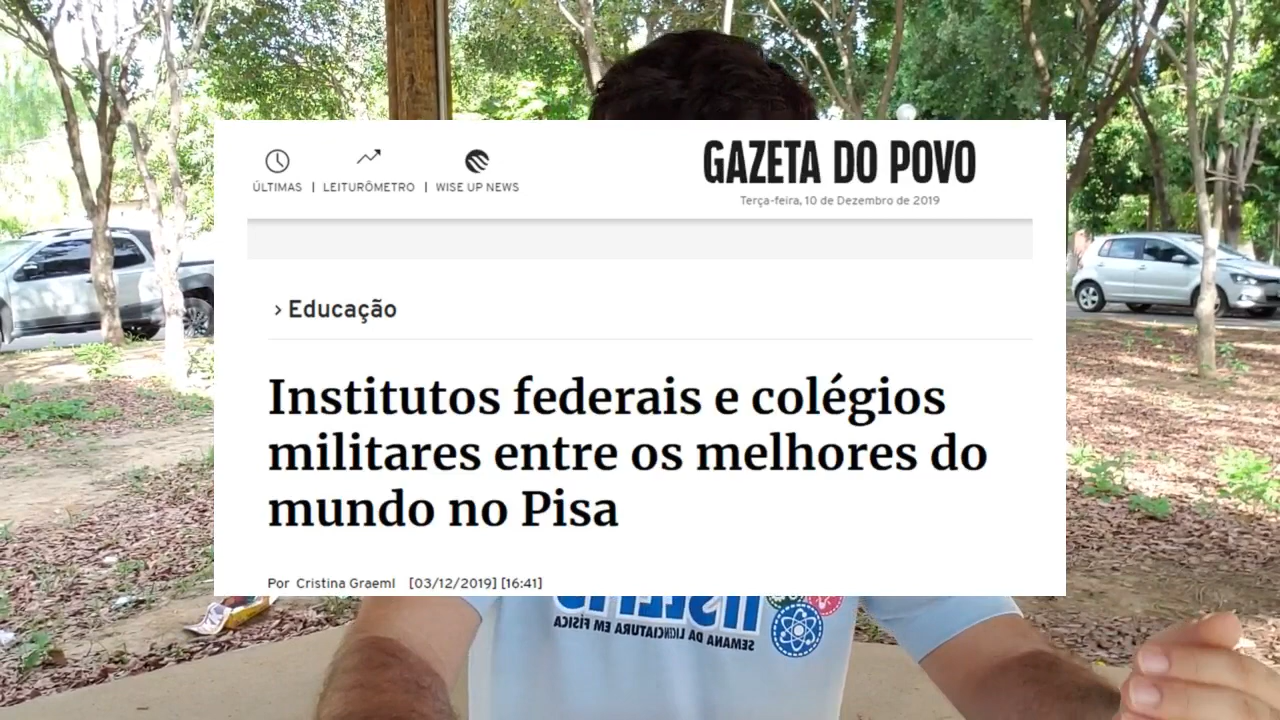 GAZETA DO POVO
ÚLTIMAS | LEITURÔMETRO | WISE UP NEWS
Terça-feira, 10 de Dezembro de 2019
› Educação
Institutos federais e colégios
militares entre os melhores do
mundo no Pisa
Por Cristina Graeml [03/12/2019] [16:41]
SEMANA DA LICENCIATURA EM FÍSICA